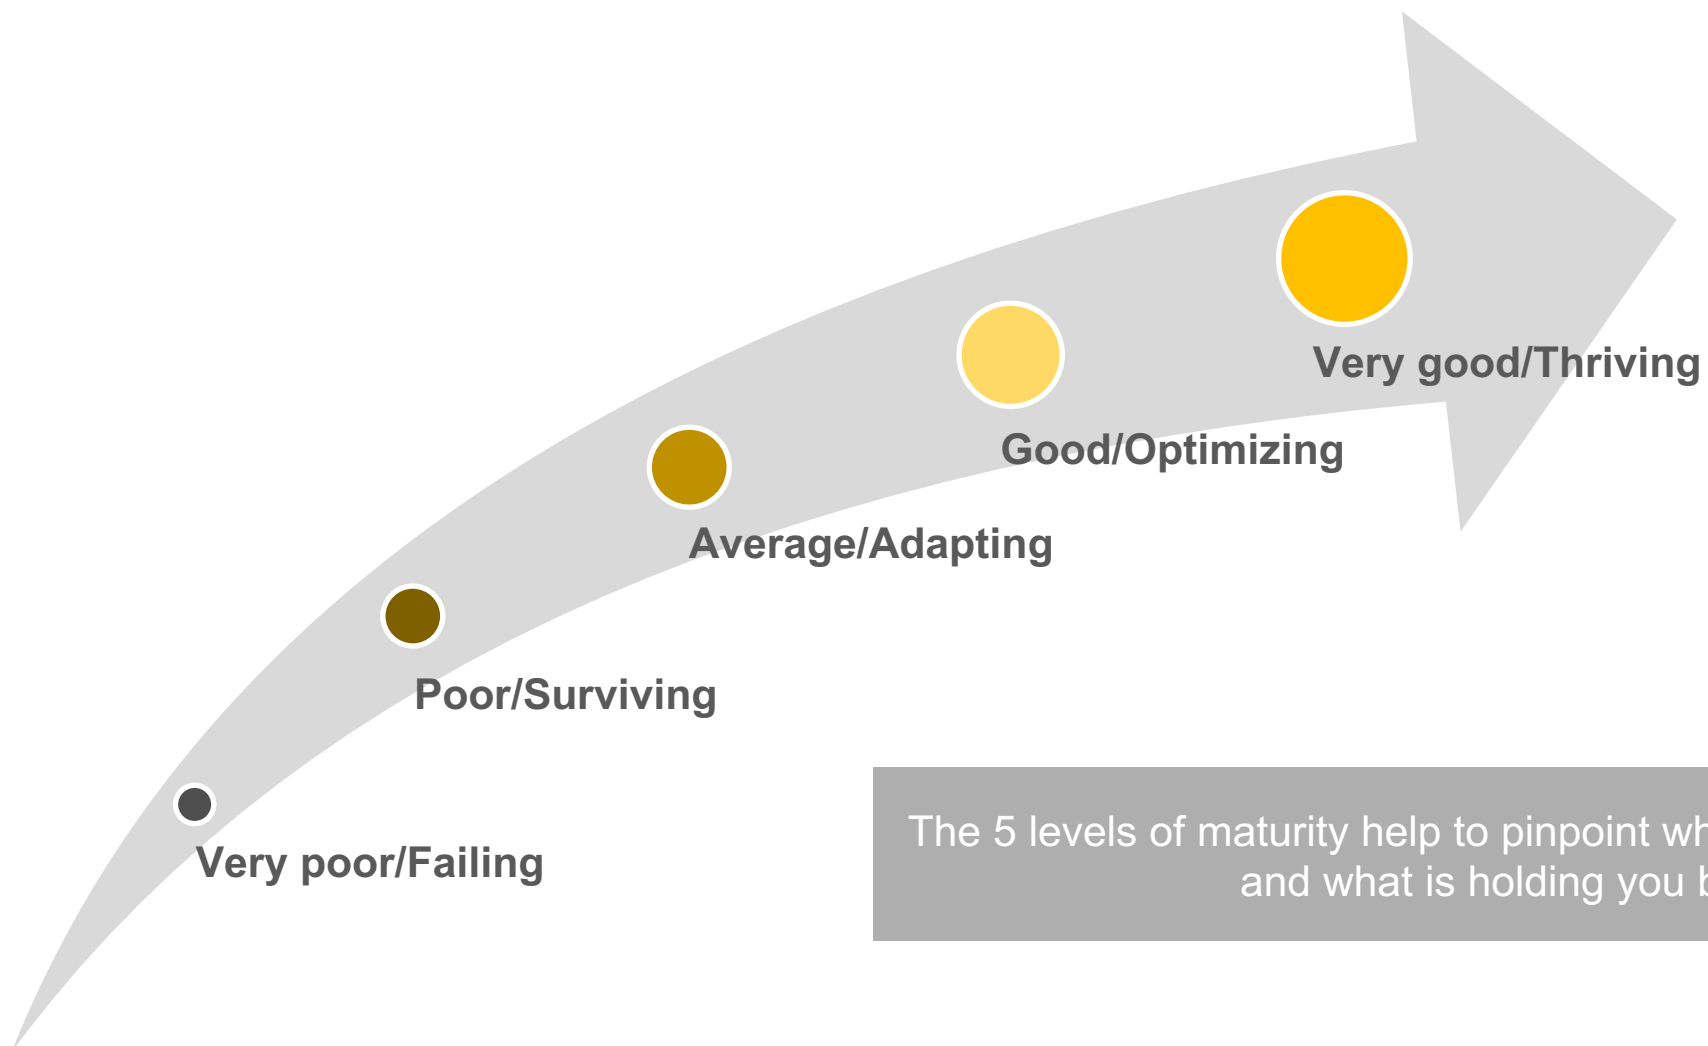 Very good/Thriving
Good/Optimizing
Average/Adapting
Poor/Surviving
Very poor/Failing
The 5 levels of maturity help to pinpoint
and what is holding you